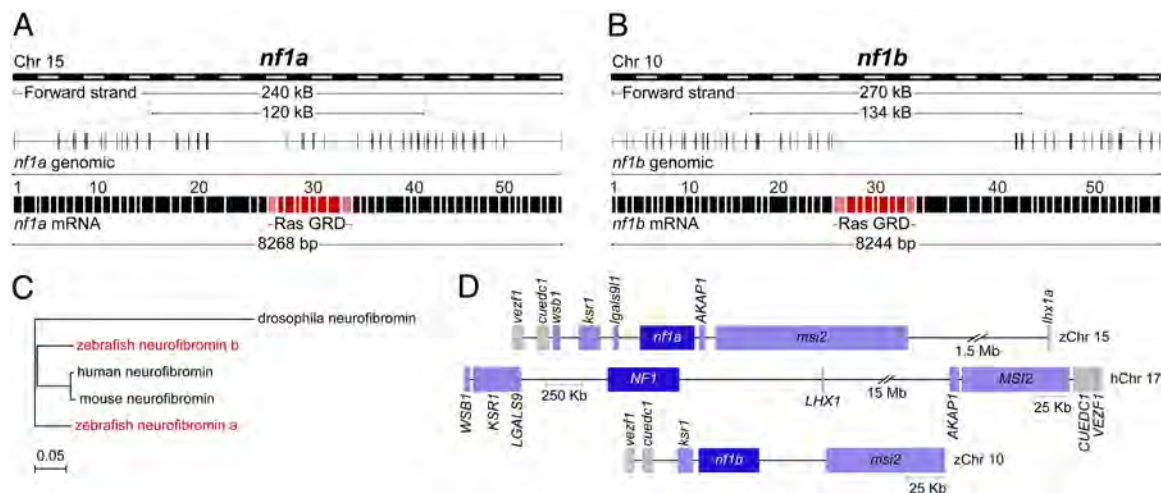 A
Chr 15
nf1a
Forward strand
240 kB
120 kB
nf1a genomic
1 10 20 30 40 50
nf1a mRNA
-Ras GRD-
8268 bp
B
Chr 10
nf1b
Forward strand
270 kB
134 kB
nf1b genomic
1 10 20 30 40 50
nf1b mRNA
-Ras GRD-
8244 bp
C
drosophila neurofibromin
zebrafish neurofibromin b
human neurofibromin
mouse neurofibromin
zebrafish neurofibromin a
0.05
D
vezf1
cuedc1
wsb1
ksr1
lgals9l1
AKAP1
lhx1a
nf1a
msi2
1.5 Mb
zChr 15
NF1
MSI2
hChr 17
WSB1
KSR1
LGALS9
250 Kb
LHX1
15 Mb
AKAP1
25 Kb
CUEDC1
VEZF1
vezf1
cuedc1
ksr1
nf1b
msi2
zChr 10
25 Kb